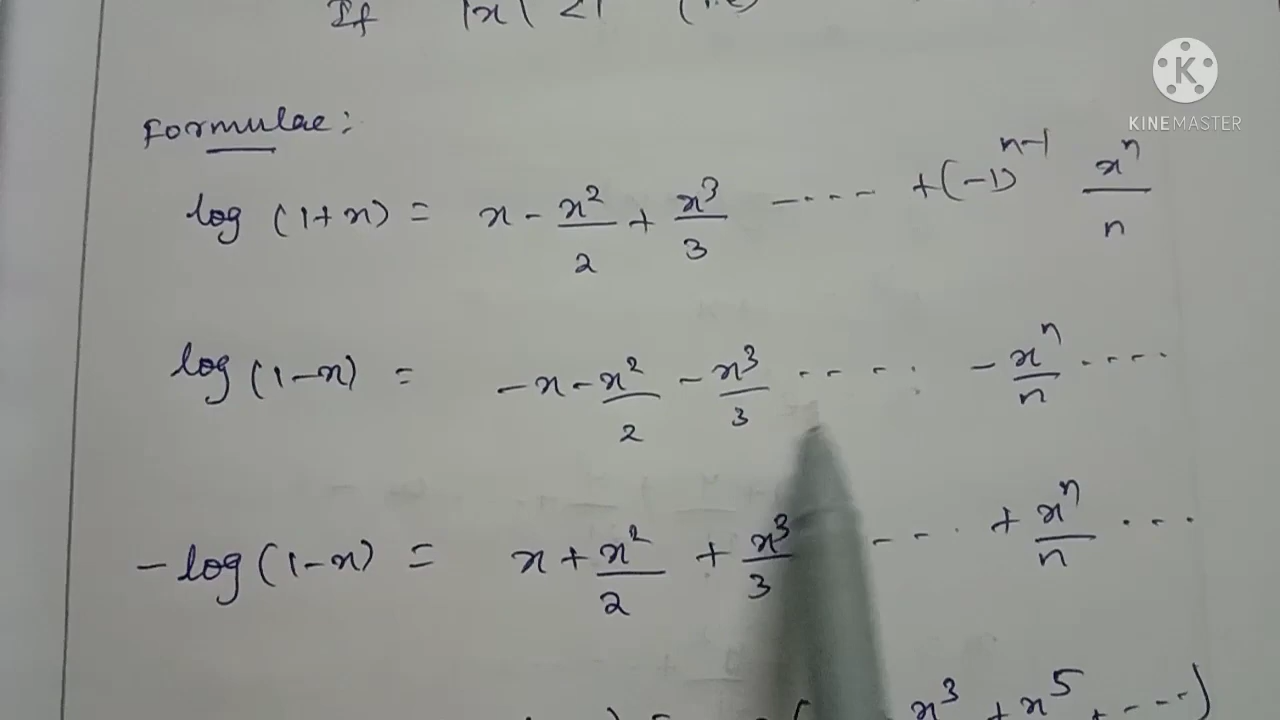 If |x| < 1 (i.e)
K
KINEMASTER
Formulae:
log (1+x) = x - x²/2 + x³/3 ..... +(-1)ⁿ⁻¹ xⁿ/n
log (1-x) = -x - x²/2 - x³/3 ..... - xⁿ/n ....
-log (1-x) = x + x²/2 + x³/3 .... + xⁿ/n ...
x³ + x⁵ + ....)